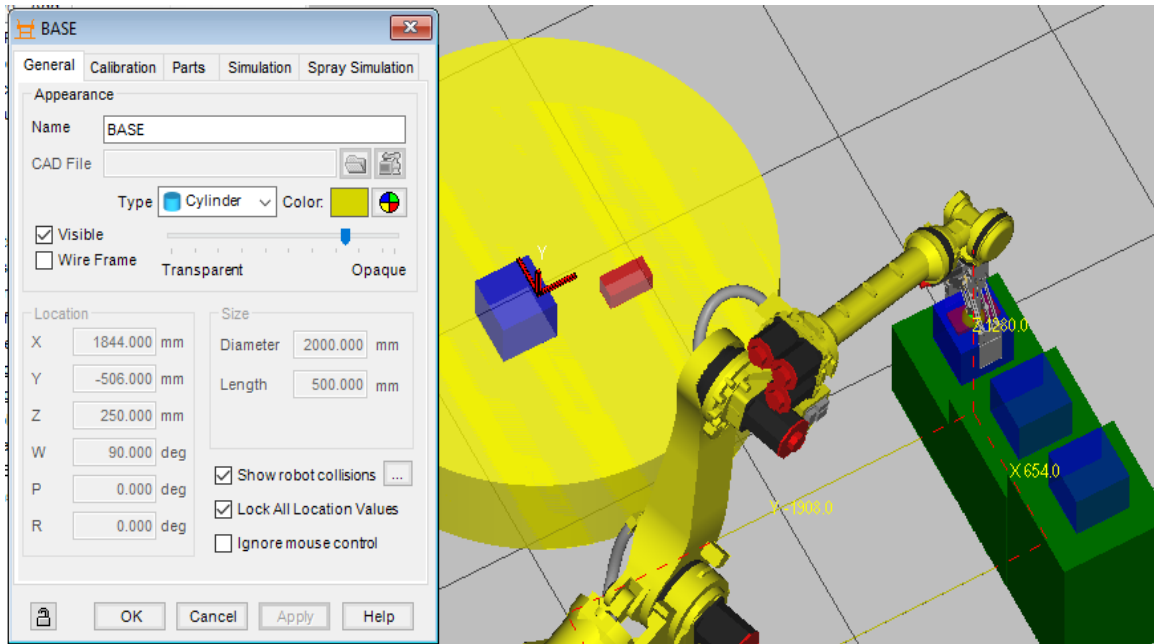 BASE
General Calibration Parts Simulation Spray Simulation
Appearance
Name BASE
CAD File
Type Cylinder Color:
Visible
Wire Frame
Transparent Opaque
Location
X 1844.000 mm
Y -506.000 mm
Z 250.000 mm
W 90.000 deg
P 0.000 deg
R 0.000 deg
Size
Diameter 2000.000 mm
Length 500.000 mm
Show robot collisions ...
Lock All Location Values
Ignore mouse control
OK Cancel Apply Help
Y
Z 1280.0
X 654.0
Y -1908.0